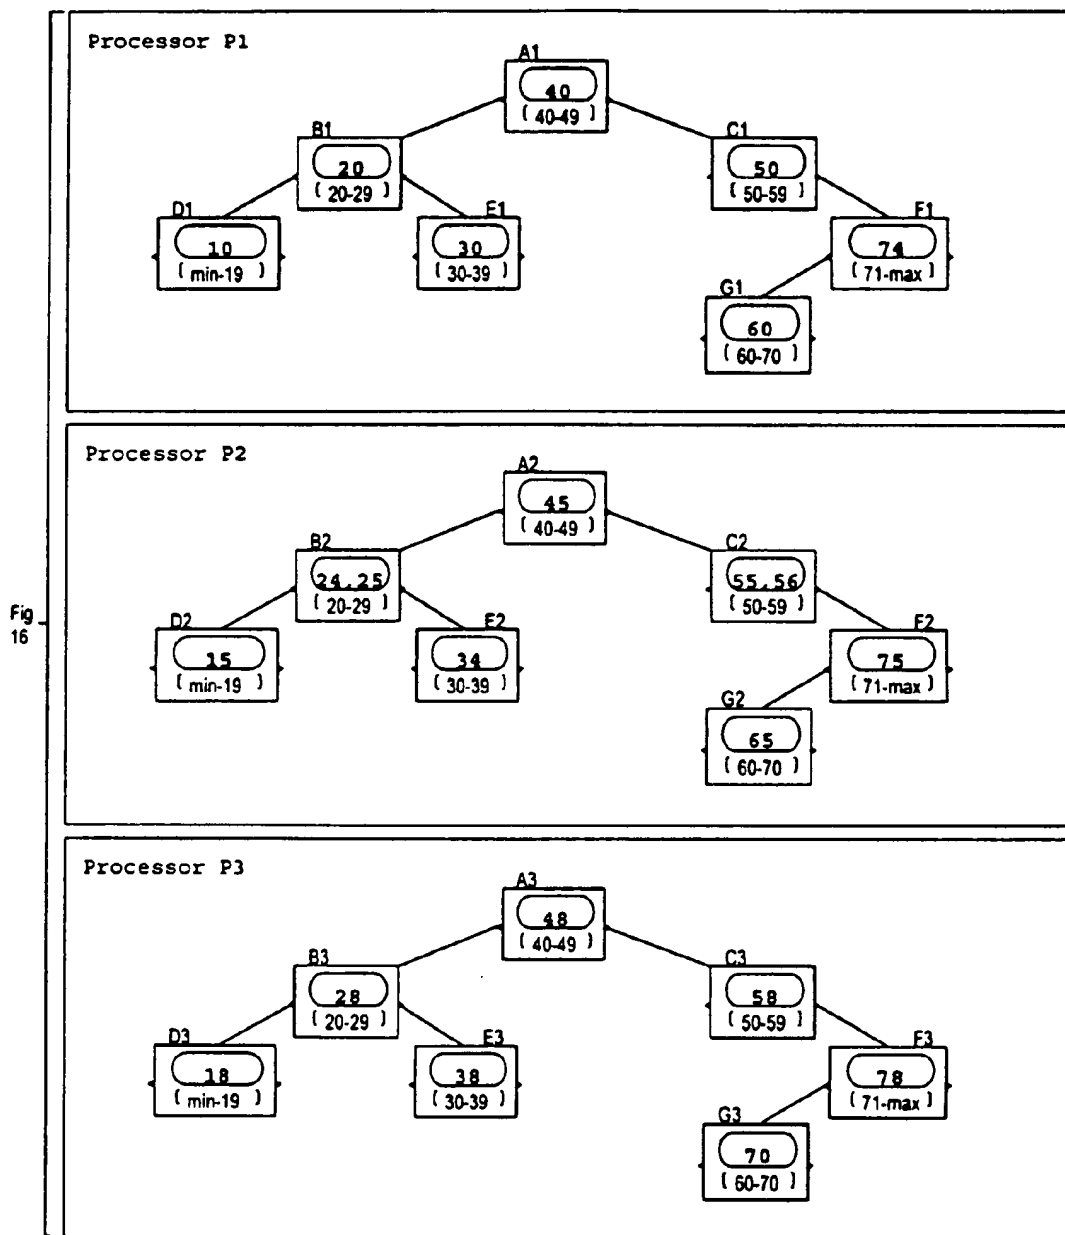 Processor P1
A1
40
( 40-49 )
B1
20
( 20-29 )
C1
50
( 50-59 )
D1
10
( min-19 )
E1
30
( 30-39 )
F1
74
( 71-max )
G1
60
( 60-70 )
Processor P2
A2
45
( 40-49 )
B2
24,25
( 20-29 )
C2
55,56
( 50-59 )
Fig
16
D2
15
( min-19 )
E2
34
( 30-39 )
F2
75
( 71-max )
G2
65
( 60-70 )
Processor P3
A3
48
( 40-49 )
B3
28
( 20-29 )
C3
58
( 50-59 )
D3
18
( min-19 )
E3
38
( 30-39 )
F3
78
( 71-max )
G3
70
( 60-70 )